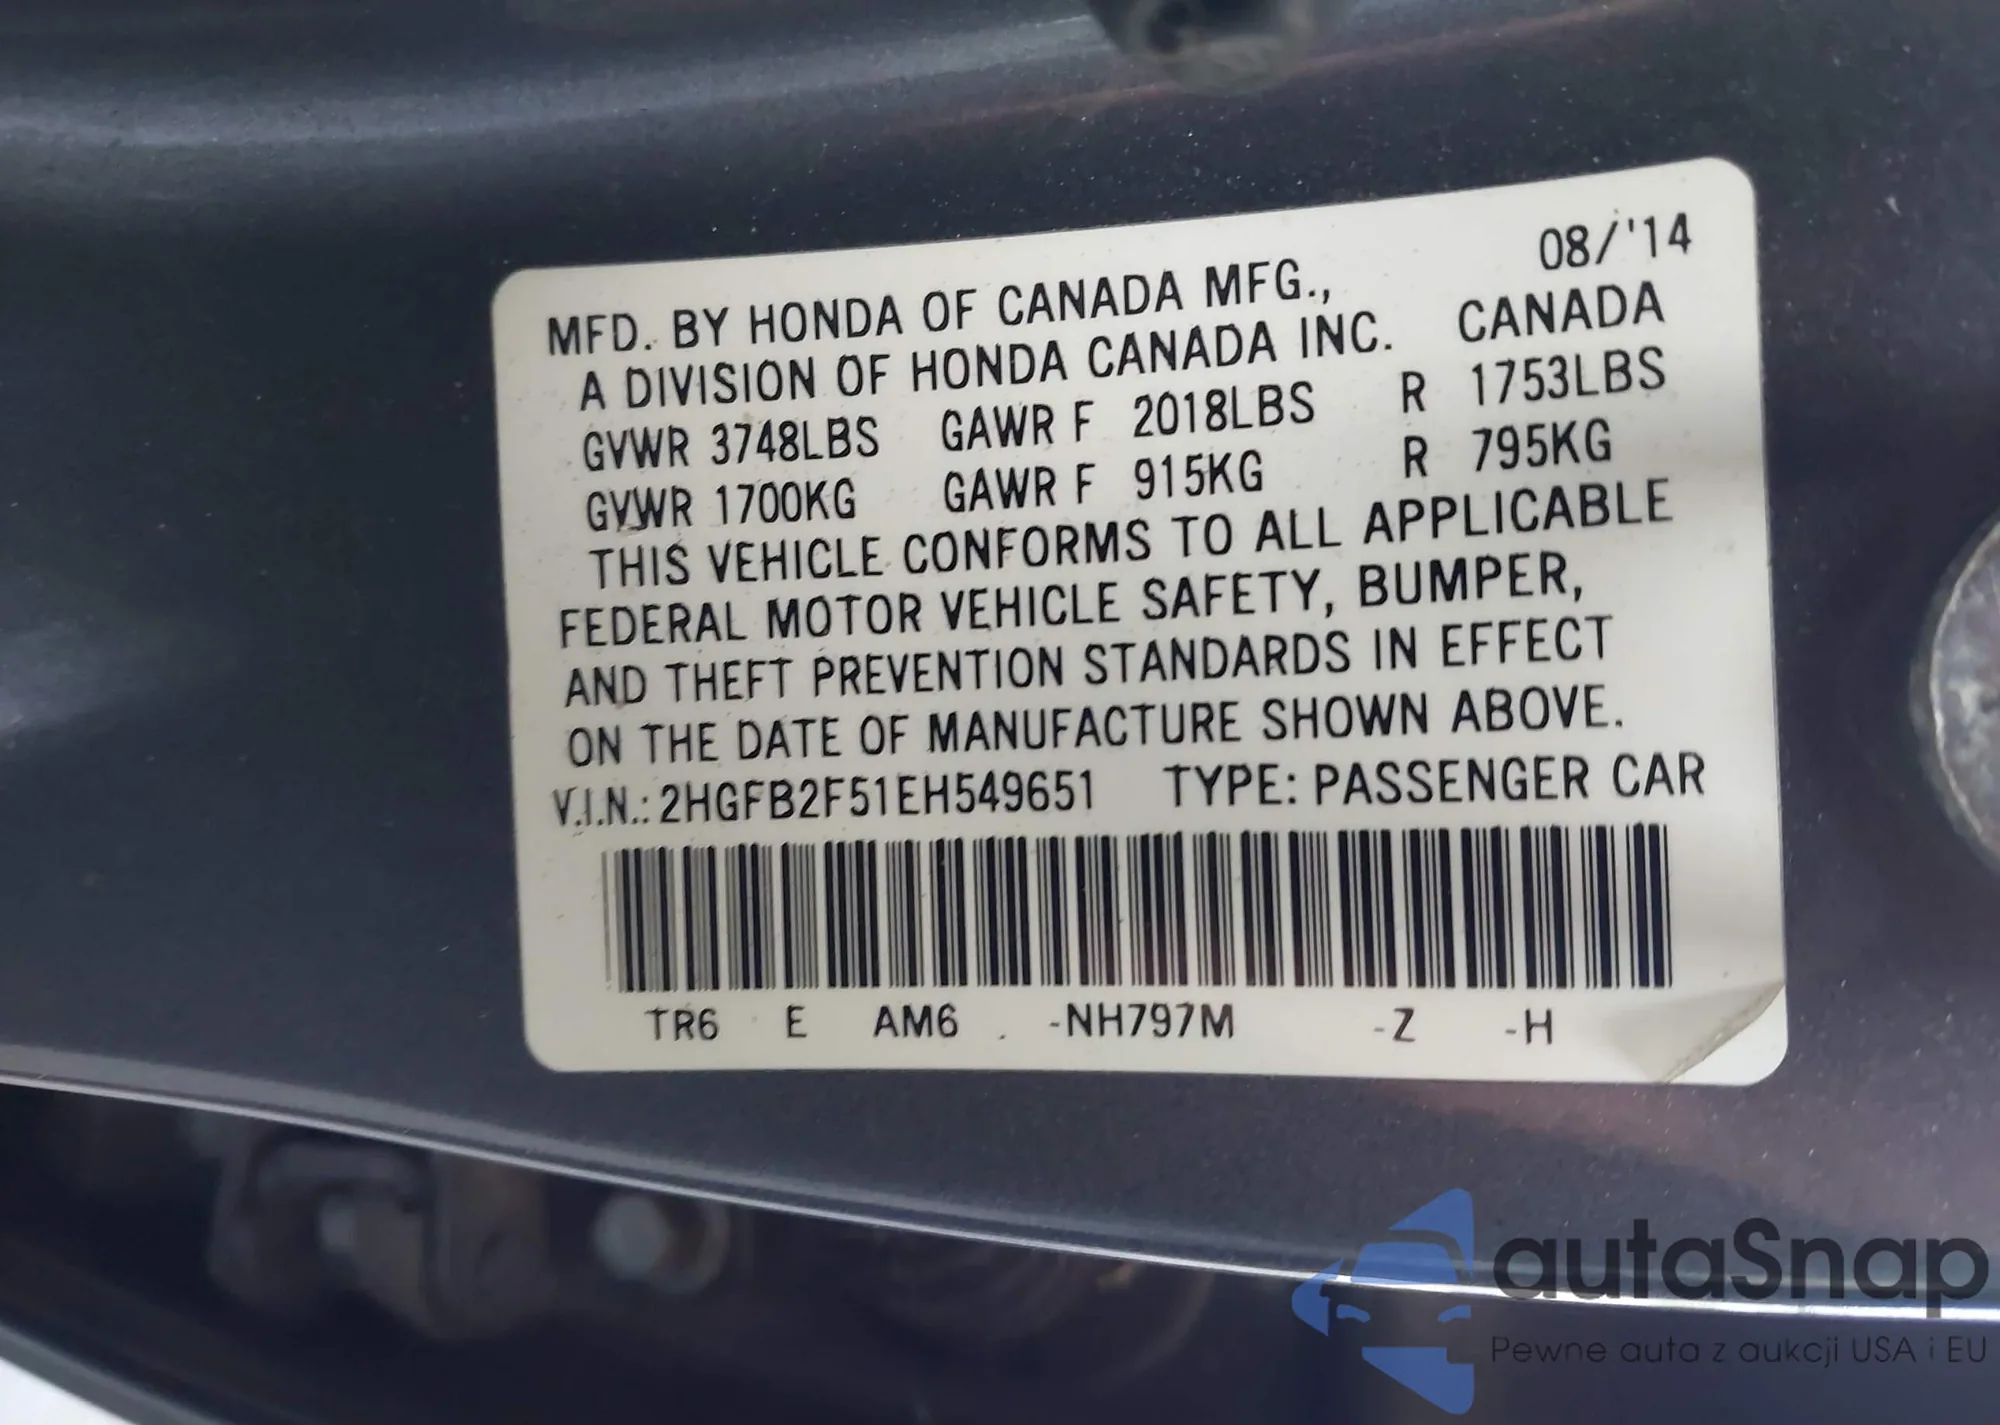 08/'14
MFD. BY HONDA OF CANADA MFG.,
A DIVISION OF HONDA CANADA INC. CANADA
GVWR 3748LBS GAWR F 2018LBS R 1753LBS
GVWR 1700KG GAWR F 915KG R 795KG
THIS VEHICLE CONFORMS TO ALL APPLICABLE
FEDERAL MOTOR VEHICLE SAFETY, BUMPER,
AND THEFT PREVENTION STANDARDS IN EFFECT
ON THE DATE OF MANUFACTURE SHOWN ABOVE.
V.I.N.: 2HGFB2F51EH549651 TYPE: PASSENGER CAR
TR6 E AM6 -NH797M -Z -H
autaSnap
Pewne auta z aukcji USA i EU